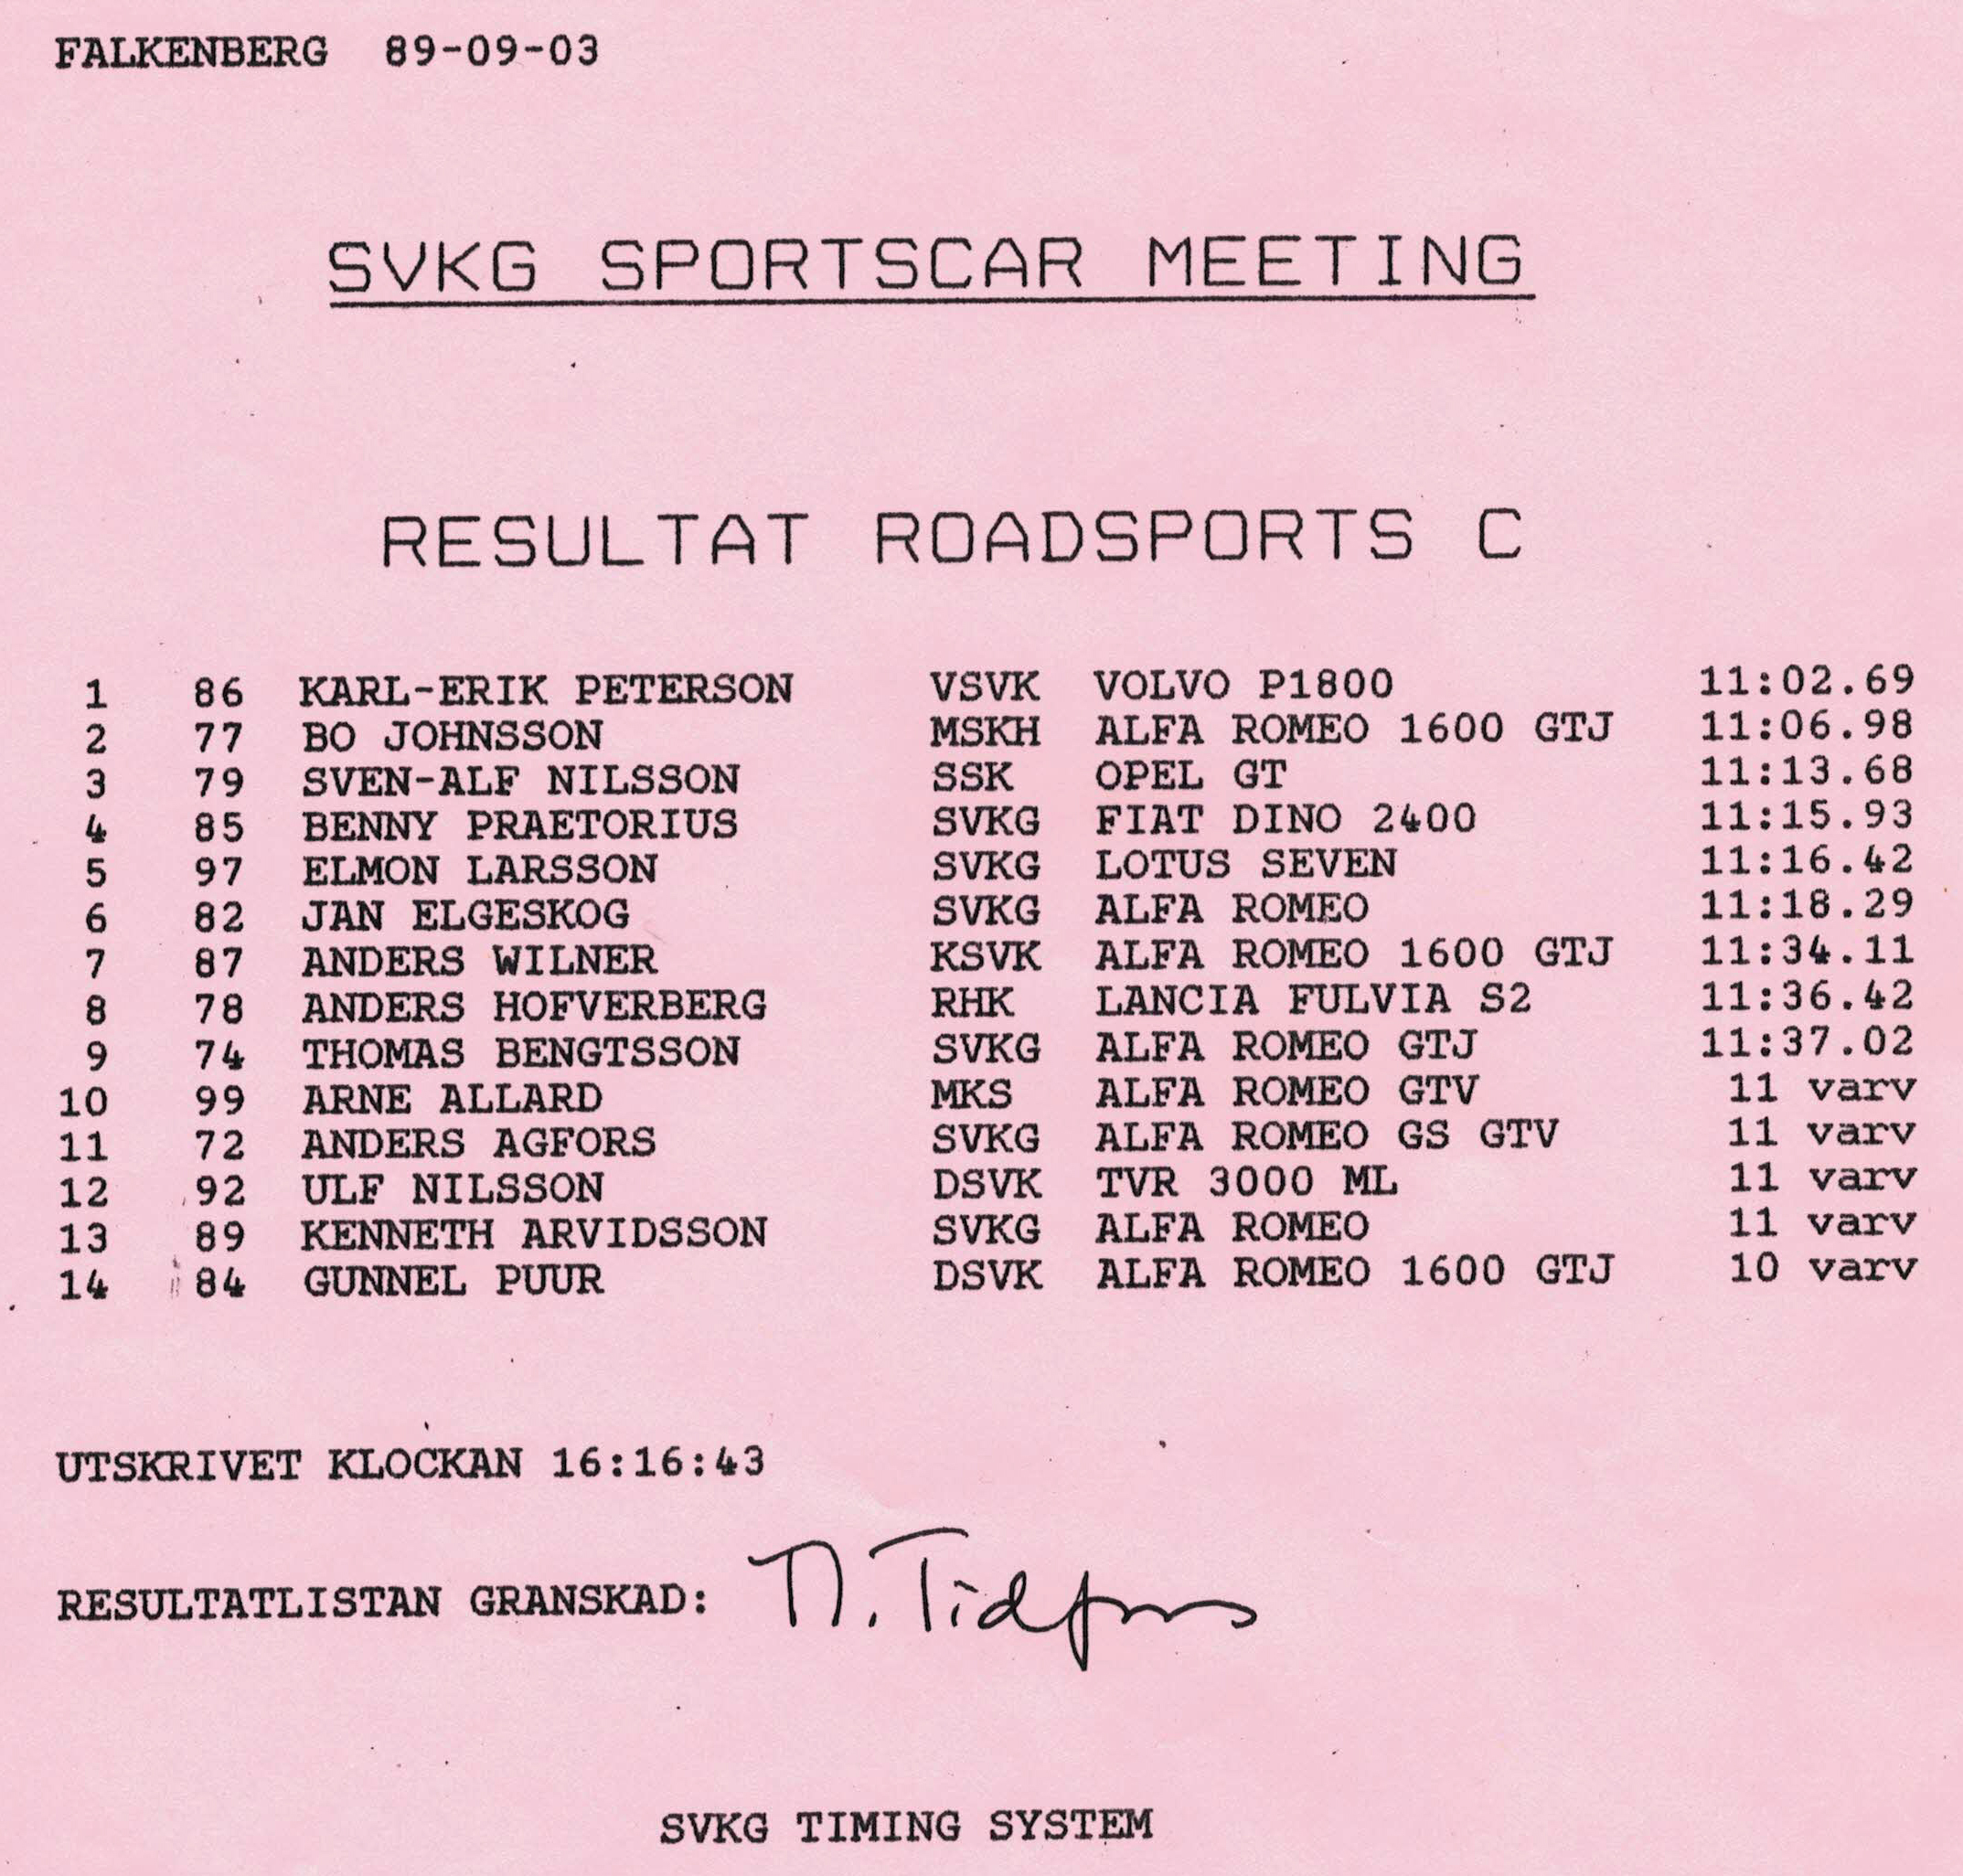 FALKENBERG 89-09-03
SVKG SPORTSCAR MEETING
RESULTAT ROADSPORTS C
1 86 KARL-ERIK PETERSON VSVK VOLVO P1800 11:02.69
2 77 BO JOHNSSON MSKH ALFA ROMEO 1600 GTJ 11:06.98
3 79 SVEN-ALF NILSSON SSK OPEL GT 11:13.68
4 85 BENNY PRAETORIUS SVKG FIAT DINO 2400 11:15.93
5 97 ELMON LARSSON SVKG LOTUS SEVEN 11:16.42
6 82 JAN ELGESKOG SVKG ALFA ROMEO 11:18.29
7 87 ANDERS WILNER KSVK ALFA ROMEO 1600 GTJ 11:34.11
8 78 ANDERS HOFVERBERG RHK LANCIA FULVIA S2 11:36.42
9 74 THOMAS BENGTSSON SVKG ALFA ROMEO GTJ 11:37.02
10 99 ARNE ALLARD MKS ALFA ROMEO GTV 11 varv
11 72 ANDERS AGFORS SVKG ALFA ROMEO GS GTV 11 varv
12 92 ULF NILSSON DSVK TVR 3000 ML 11 varv
13 89 KENNETH ARVIDSSON SVKG ALFA ROMEO 11 varv
14 84 GUNNEL PUUR DSVK ALFA ROMEO 1600 GTJ 10 varv
UTSKRIVET KLOCKAN 16:16:43
RESULTATLISTAN GRANSKAD:
SVKG TIMING SYSTEM